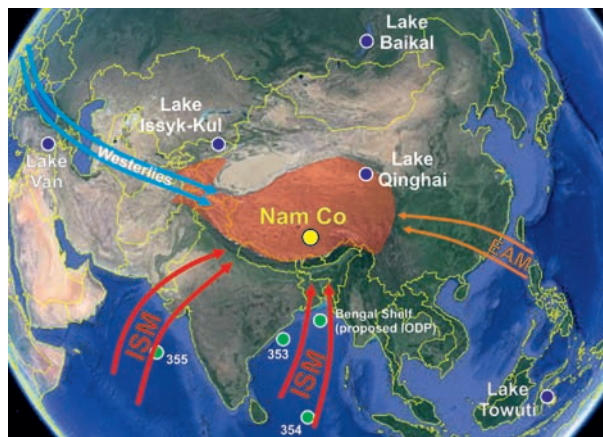 Lake
Baikal
Lake
Issyk-Kul
Lake
Van
Westerlies
Lake
Qinghai
Nam Co
EAM
ISM
ISM
Bengal Shelf
(proposed IODP)
353
355
354
Lake
Towuti